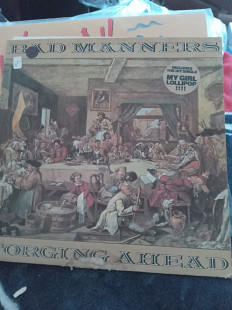 BAD MANNERS
INCLUDES
THE HIT SINGLE
MY GIRL
LOLLIPOP
!!!!
FORGING AHEAD